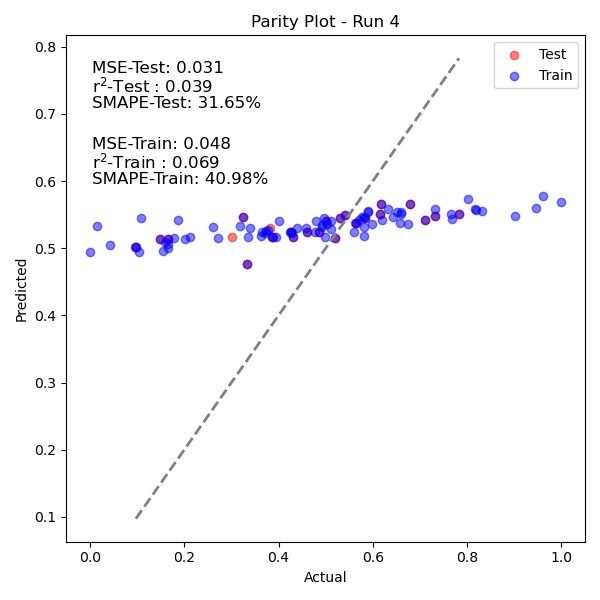 Parity Plot - Run 4
MSE-Test: 0.031
r²-Test : 0.039
SMAPE-Test: 31.65%
MSE-Train: 0.048
r²-Train : 0.069
SMAPE-Train: 40.98%
Test
Train
0.8
0.7
0.6
0.5
0.4
0.3
0.2
0.1
Predicted
0.0 0.2 0.4 0.6 0.8 1.0
Actual